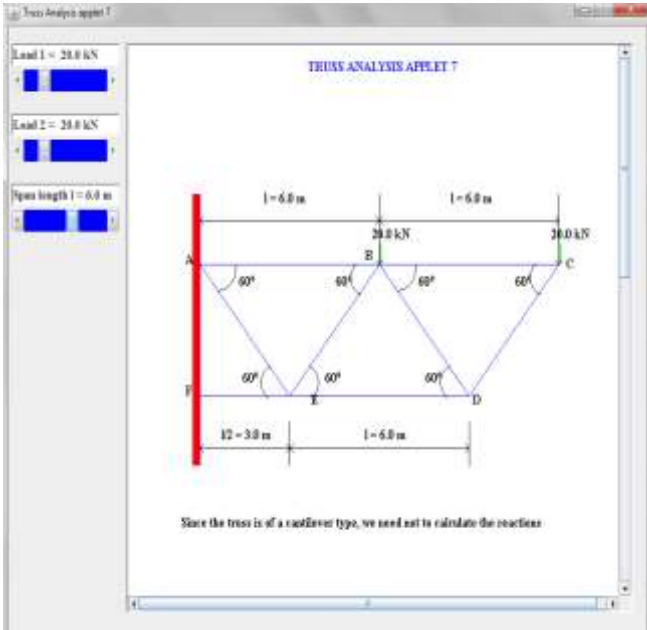 Truss Analysis applet 7
Load 1 = 20.0 kN
Load 2 = 20.0 kN
Span length l = 6.0 m
TRUSS ANALYSIS APPLET 7
l = 6.0 m
l = 6.0 m
20.0 kN
20.0 kN
A
B
C
60°
60°
60°
60°
60°
60°
60°
F
E
D
l/2 = 3.0 m
l = 6.0 m
Since the truss is of a cantilever type, we need not to calculate the reactions